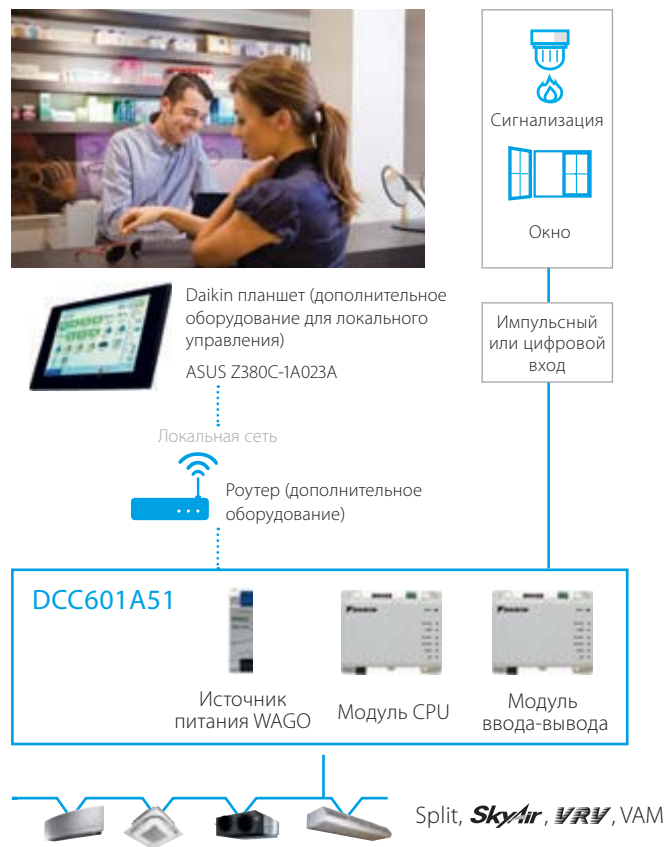 Сигнализация
Окно
Daikin планшет (дополнительное
оборудование для локального
управления)
ASUS Z380C-1A023A
Импульсный
или цифровой
вход
Локальная сеть
Роутер (дополнительное
оборудование)
DCC601A51
Источник
питания WAGO
Модуль CPU
Модуль
ввода-вывода
Split, SkyAir, VRV, VAM